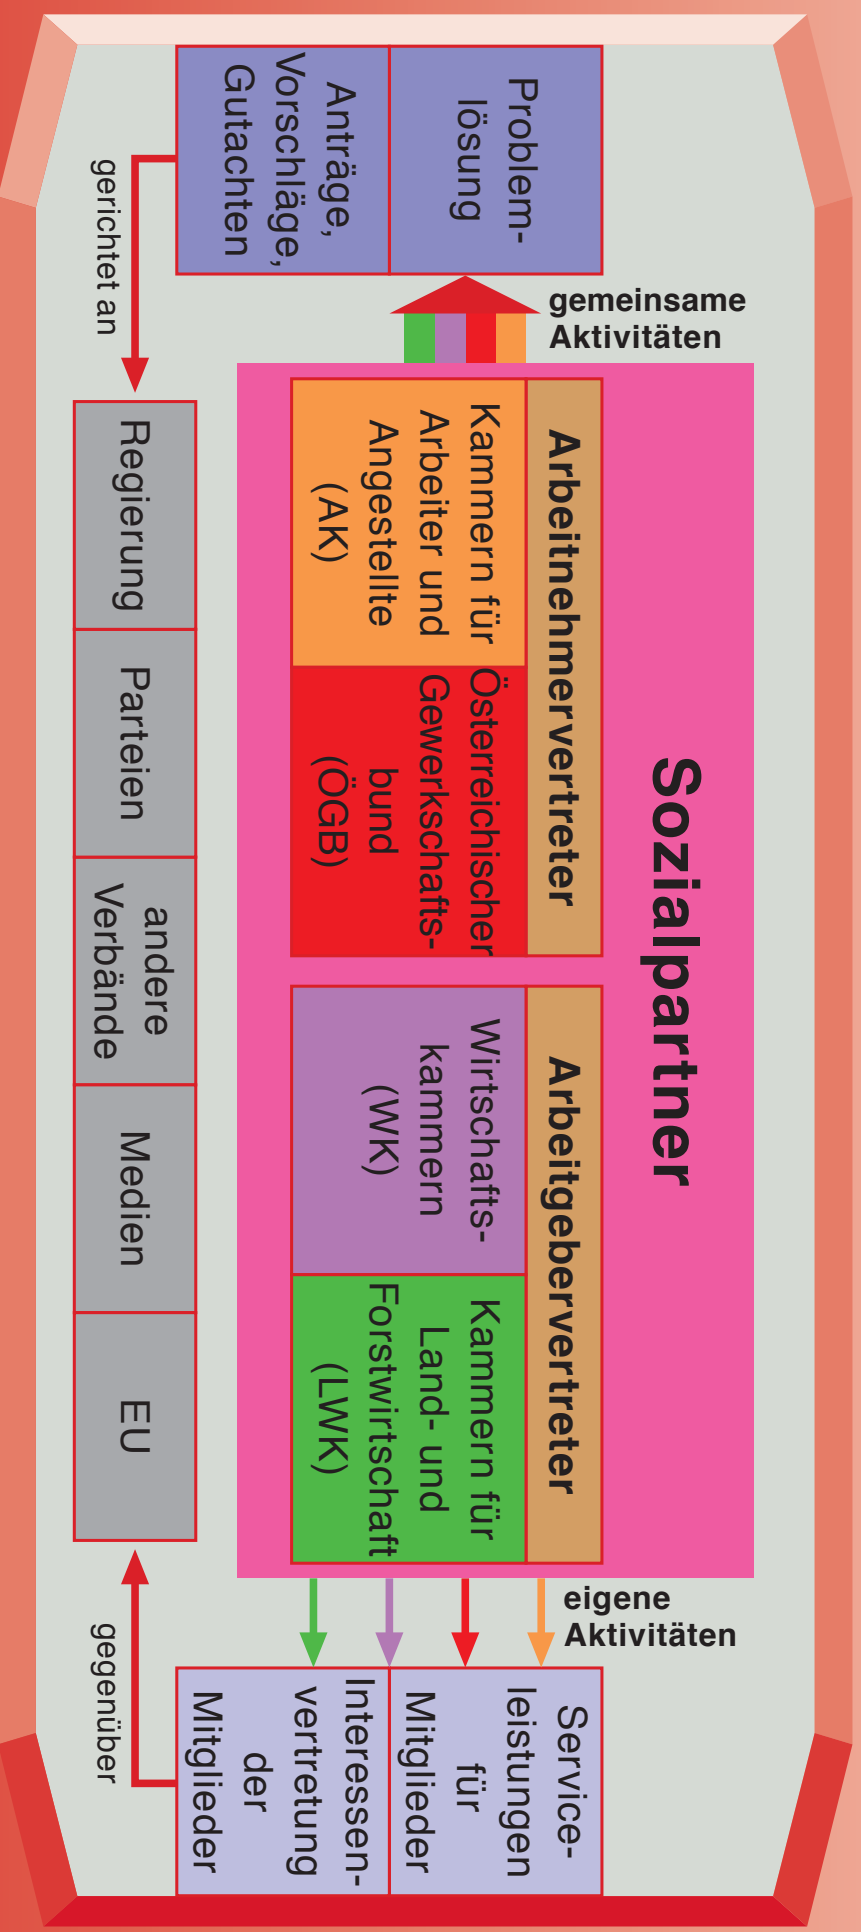 Sozialpartner
Arbeitnehmervertreter
Kammern für
Arbeiter und
Angestellte
(AK)
Österreichischer
Gewerkschafts-
bund
(ÖGB)
Arbeitgebervertreter
Wirtschafts-
kammern
(WK)
Kammern für
Land- und
Forstwirtschaft
(LWK)
gemeinsame
Aktivitäten
Problem-
lösung
Anträge,
Vorschläge,
Gutachten
gerichtet an
eigene
Aktivitäten
Service-
leistungen
für
Mitglieder
Interessen-
vertretung
der
Mitglieder
gegenüber
Regierung
Parteien
andere
Verbände
Medien
EU